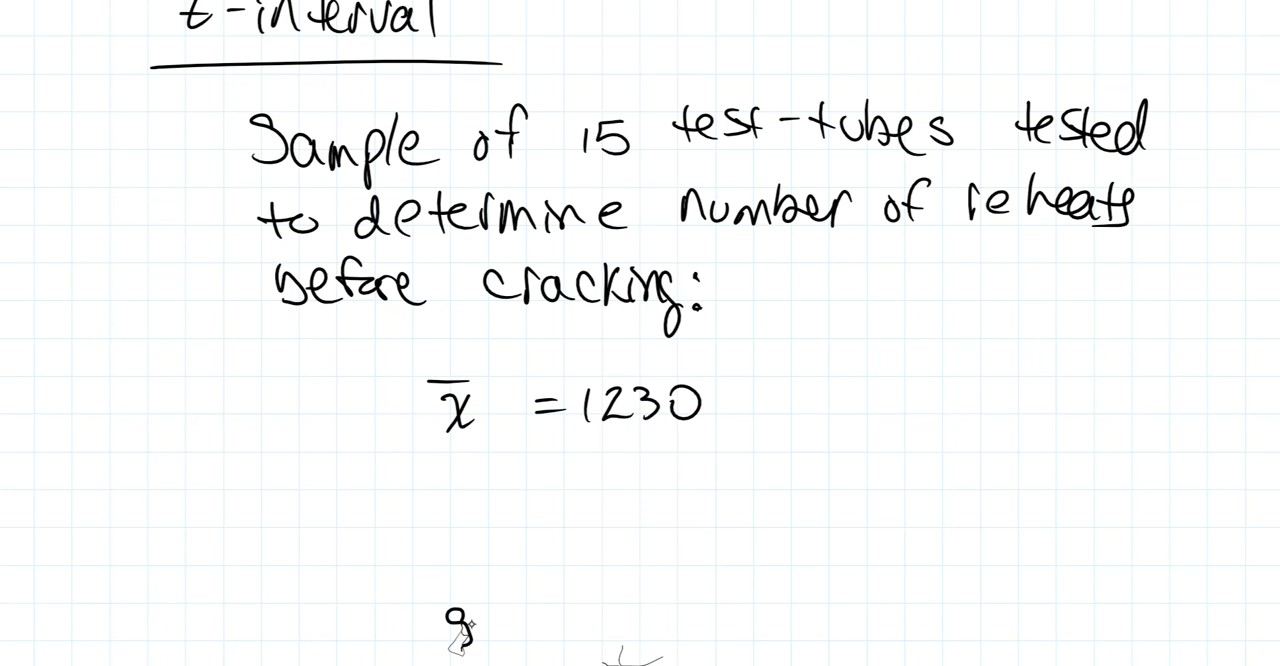 t-interval
Sample of 15 test-tubes tested
to determine number of reheats
before cracking:
x̅ = 1230